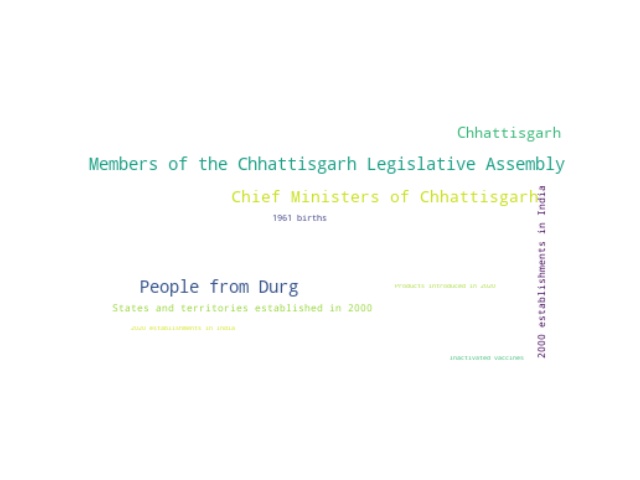 Chhattisgarh
Members of the Chhattisgarh Legislative Assembly
Chief Ministers of Chhattisgarh
2000 establishments in India
1961 births
People from Durg
Products introduced in 2020
States and territories established in 2000
2020 establishments in India
Inactivated vaccines